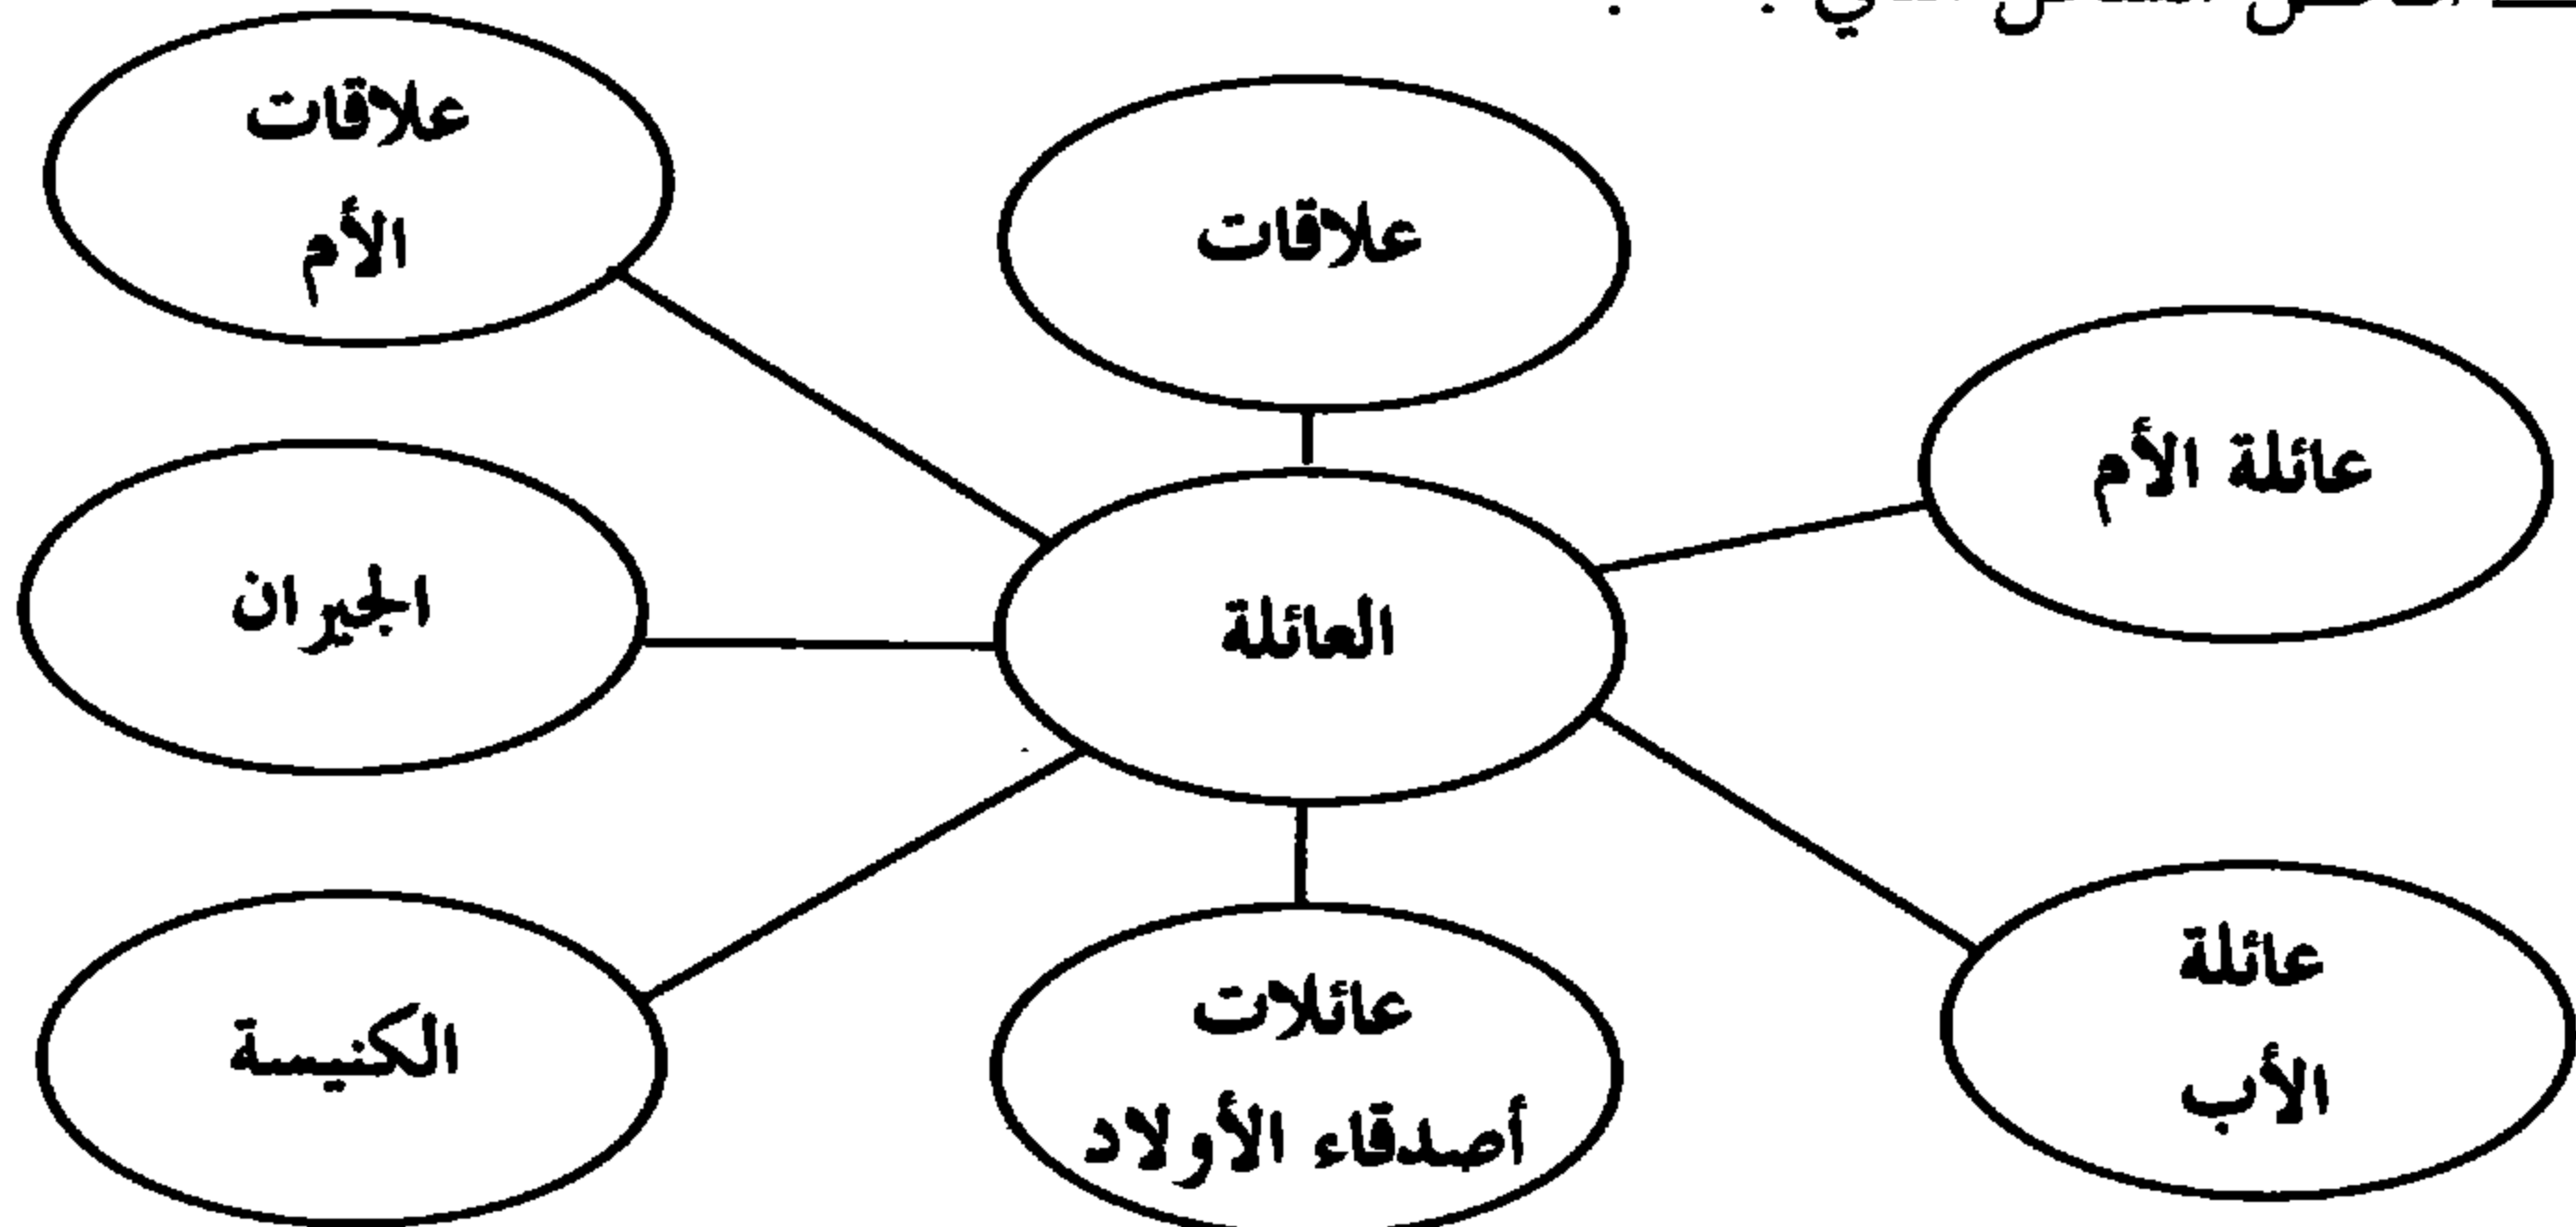 علاقات
الأم
علاقات
عائلة الأم
الجيران
العائلة
عائلة
الأب
عائلات
أصدقاء الأولاد
الكنيسة